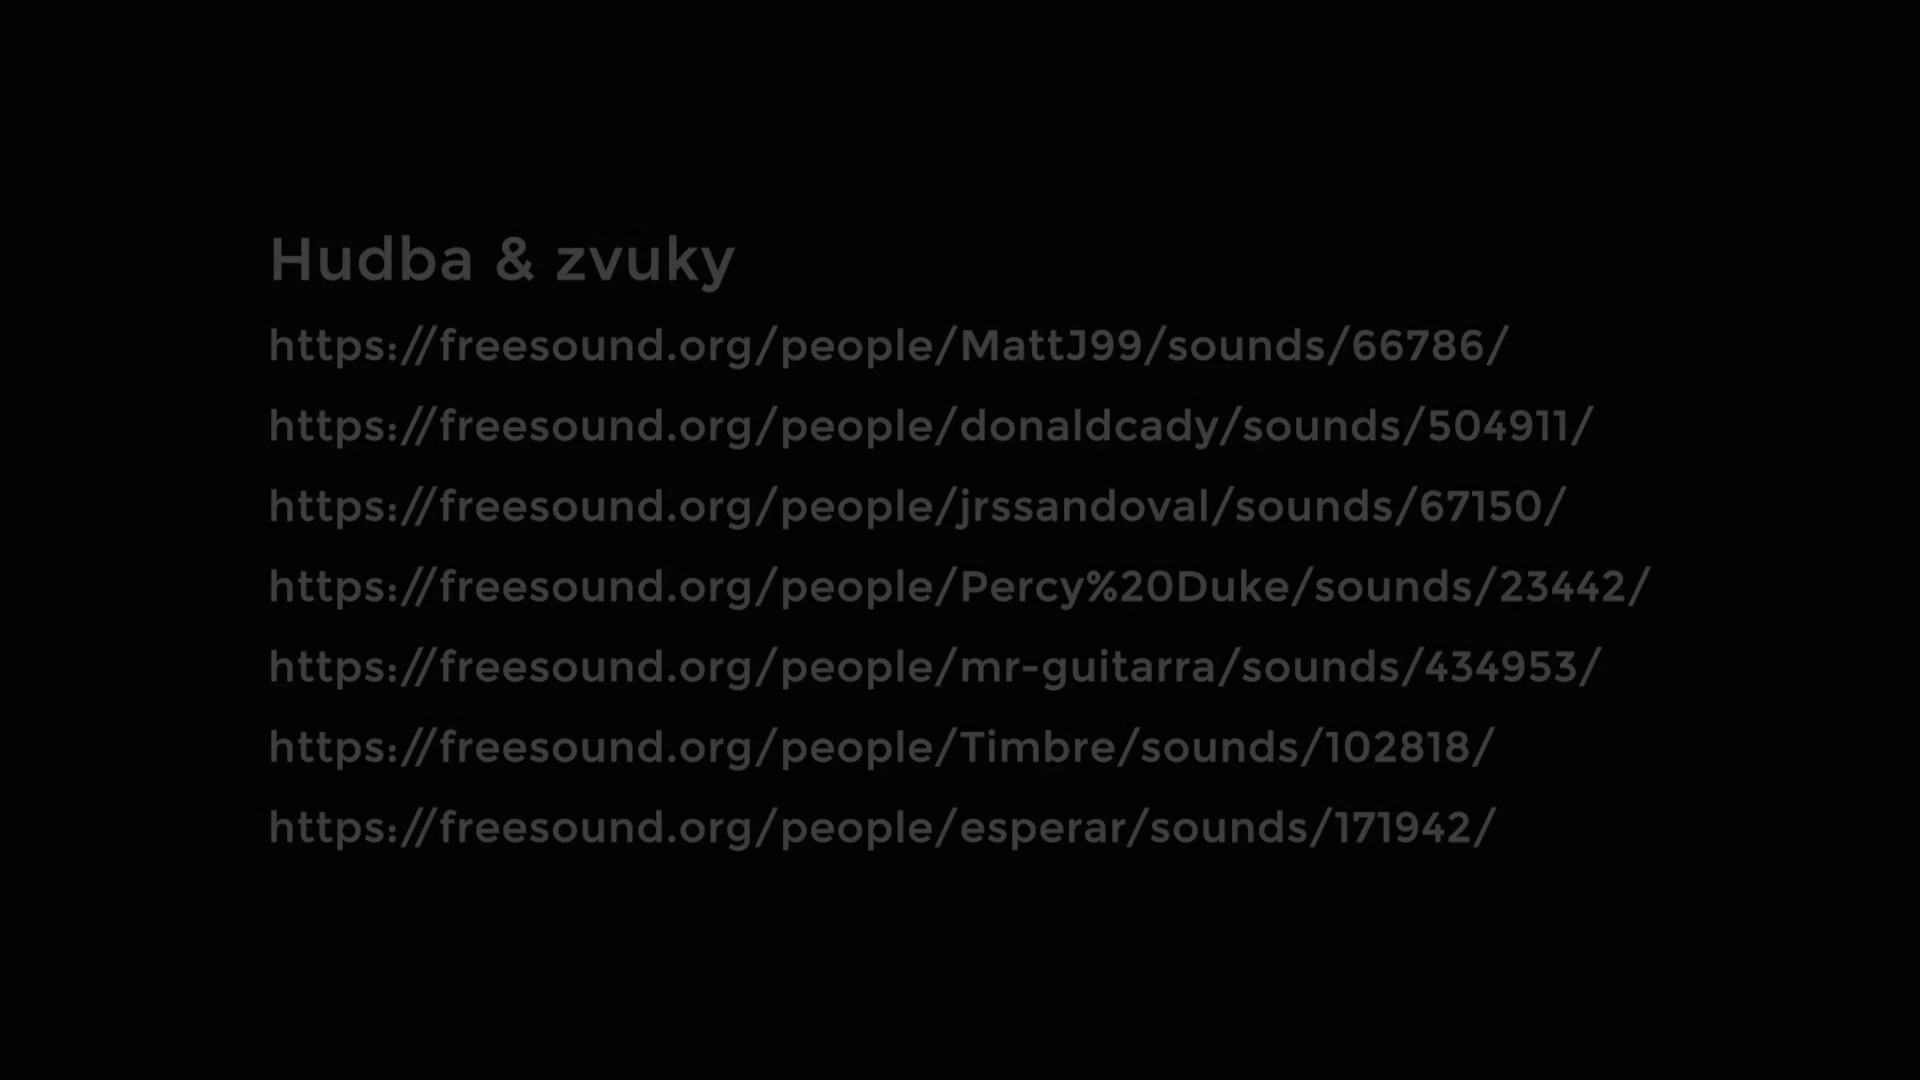 Hudba & zvuky
https://freesound.org/people/MattJ99/sounds/66786/
https://freesound.org/people/donaldcady/sounds/504911/
https://freesound.org/people/jrssandoval/sounds/67150/
https://freesound.org/people/Percy%20Duke/sounds/23442/
https://freesound.org/people/mr-guitarra/sounds/434953/
https://freesound.org/people/Timbre/sounds/102818/
https://freesound.org/people/esperar/sounds/171942/